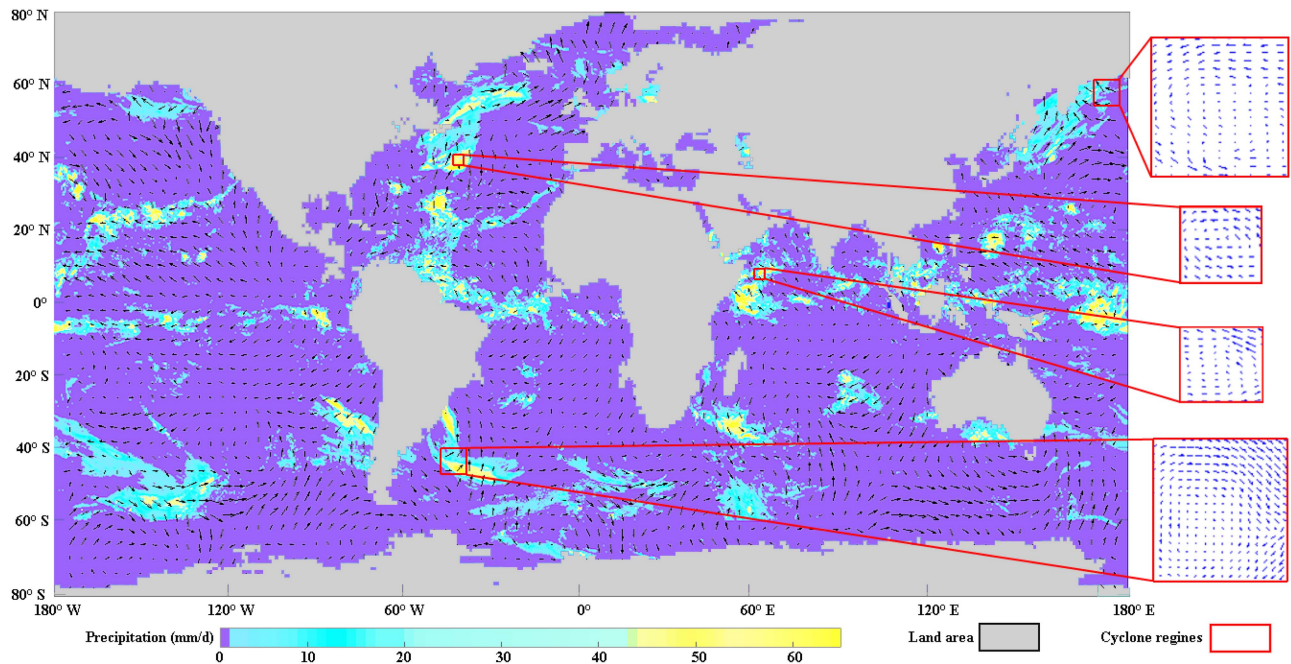 80° N
60° N
40° N
20° N
0°
20° S
40° S
60° S
80° S
180° W
120° W
60° W
0°
60° E
120° E
180° E
Precipitation (mm/d)
0
10
20
30
40
50
60
Land area
Cyclone regines